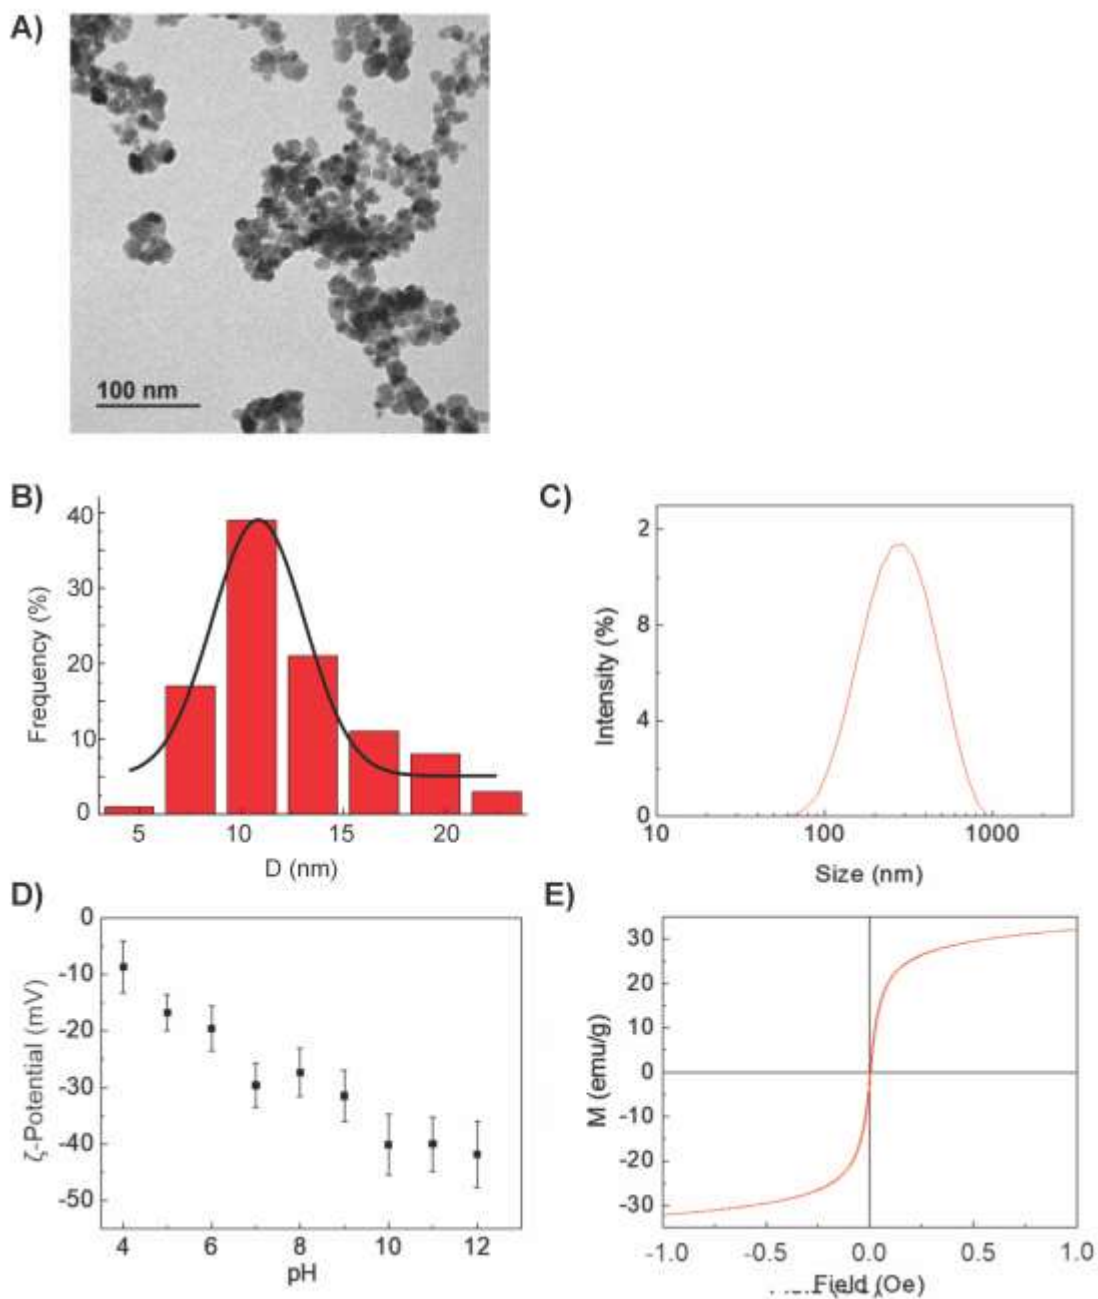 A)
100 nm
B)
40
30
20
10
0
Frequency (%)
5 10 15 20
D (nm)
C)
2
8
4
0
Intensity (%)
10 100 1000
Size (nm)
D)
0
-10
-20
-30
-40
-50
ζ-Potential (mV)
4 6 8 10 12
pH
E)
30
20
10
0
-10
-20
-30
M (emu/g)
-1.0 -0.5 0.0 0.5 1.0
Field (Oe)